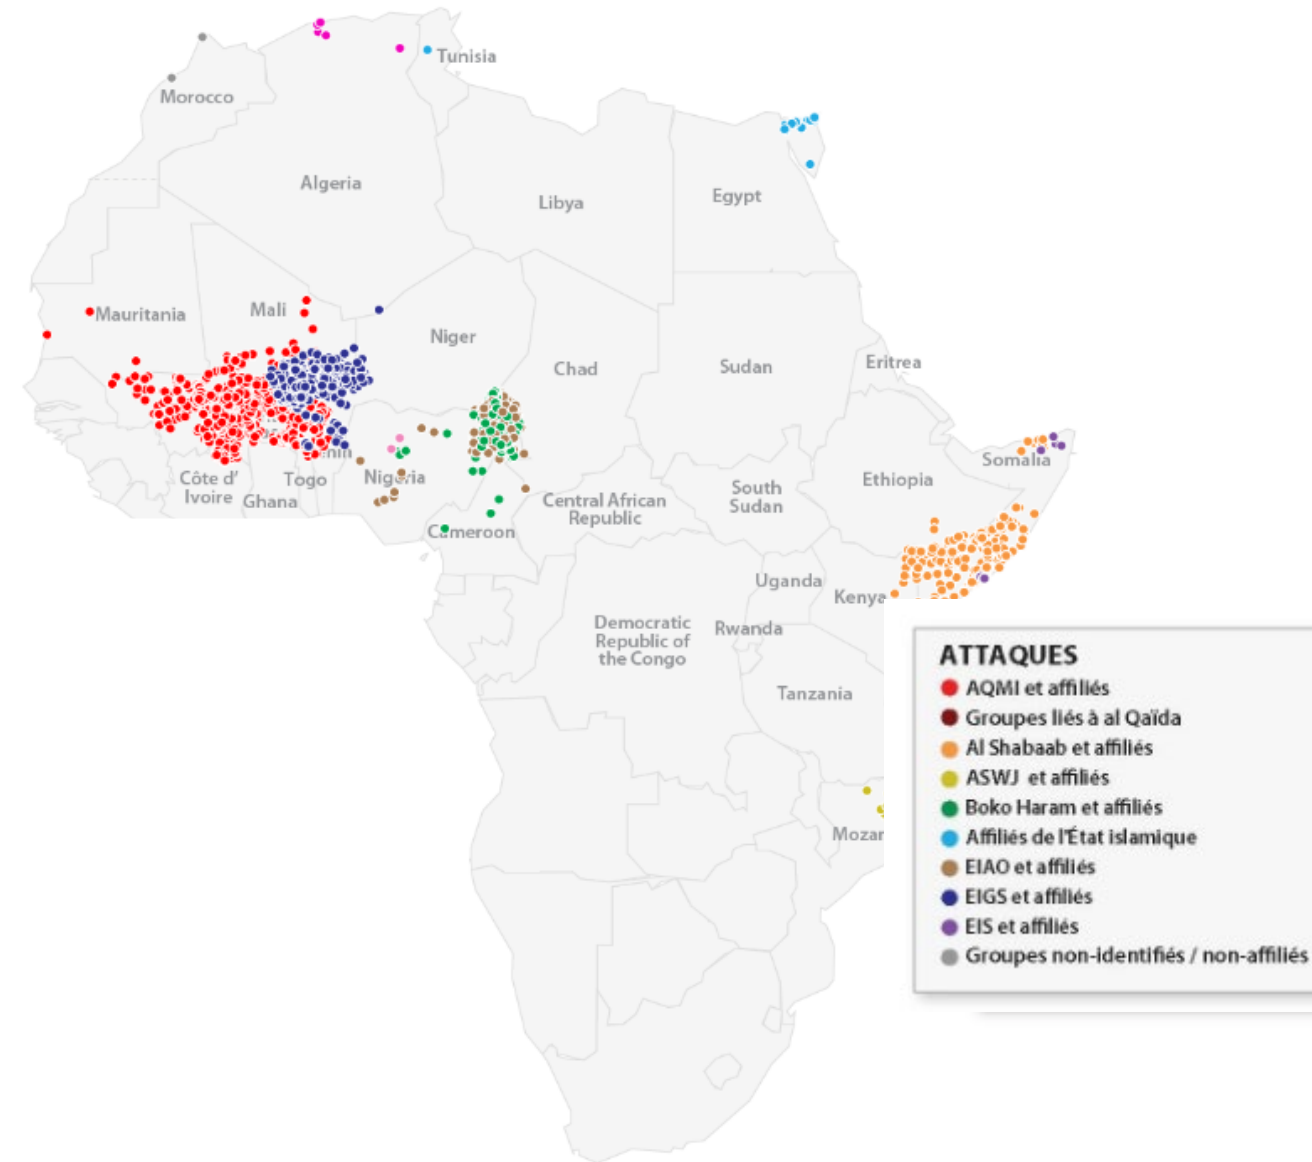 Tunisia
Morocco
Algeria
Libya
Egypt
Mauritania
Mali
Niger
Chad
Sudan
Eritrea
nin
Côte d'
Ivoire
Ghana
Togo
Nigeria
Cameroon
Central African
Republic
South
Sudan
Ethiopia
Somalia
Uganda
Kenya
Democratic
Republic of
the Congo
Rwanda
Tanzania
Mozar
ATTAQUES
AQMI et affiliés
Groupes liés à al Qaïda
Al Shabaab et affiliés
ASWJ et affiliés
Boko Haram et affiliés
Affiliés de l'État islamique
EIAO et affiliés
EIGS et affiliés
EIS et affiliés
Groupes non-identifiés / non-affiliés